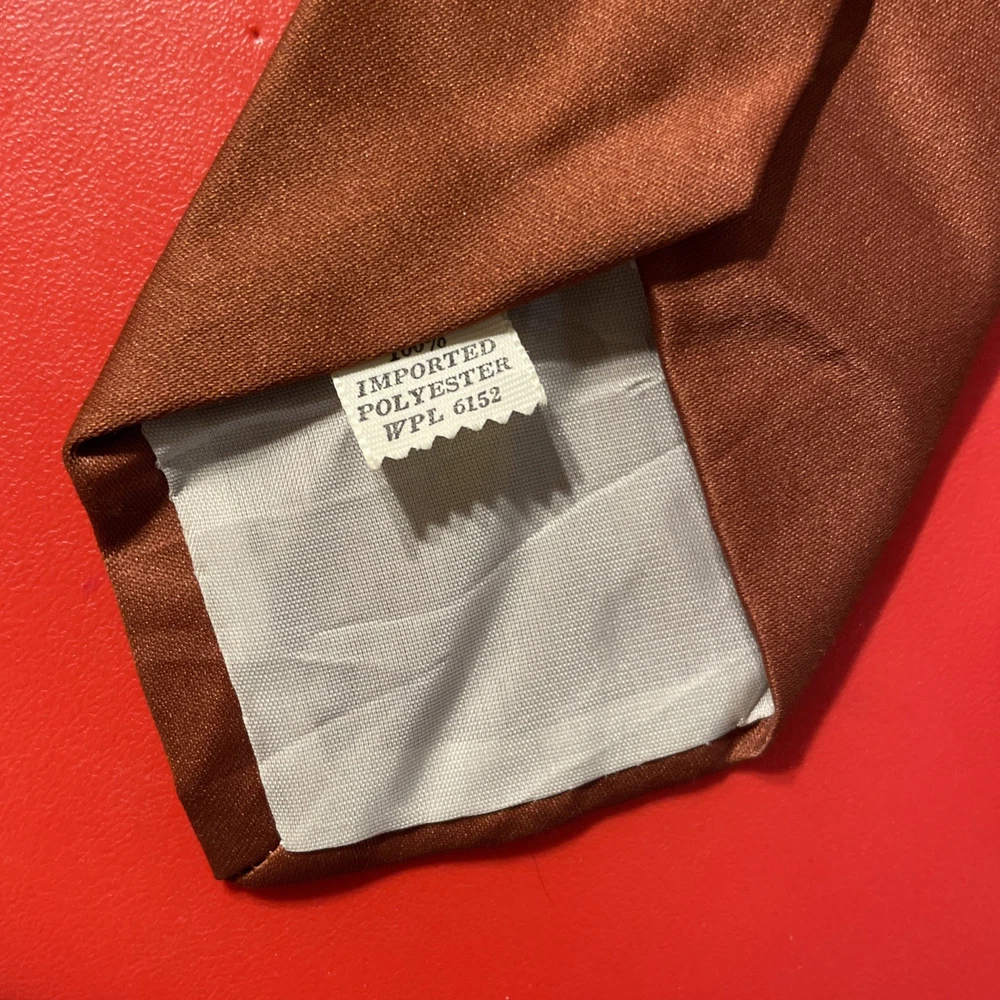 100%
IMPORTED
POLYESTER
WPL 6152